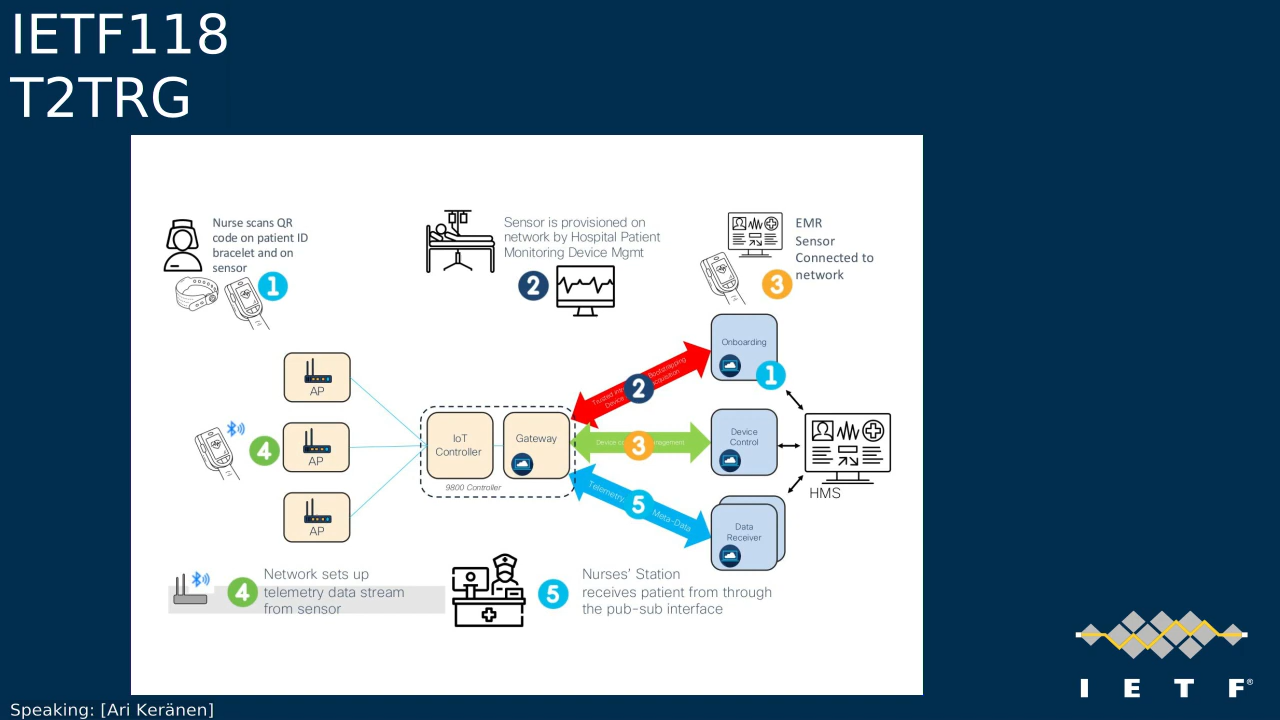 IETF118
T2TRG
Nurse scans QR
code on patient ID
bracelet and on
sensor
1
Sensor is provisioned on
network by Hospital Patient
Monitoring Device Mgmt
2
EMR
Sensor
Connected to
network
3
Onboarding
1
AP
Bootstrapping
Trusted
Device
2
AP
4
IoT
Controller
Gateway
9800 Controller
Device
3
Device
Control
HMS
AP
Telemetry,
5
Meta-Data
Data
Receiver
4
Network sets up
telemetry data stream
from sensor
5
Nurses' Station
receives patient from through
the pub-sub interface
I E T F®
Speaking: [Ari Keränen]